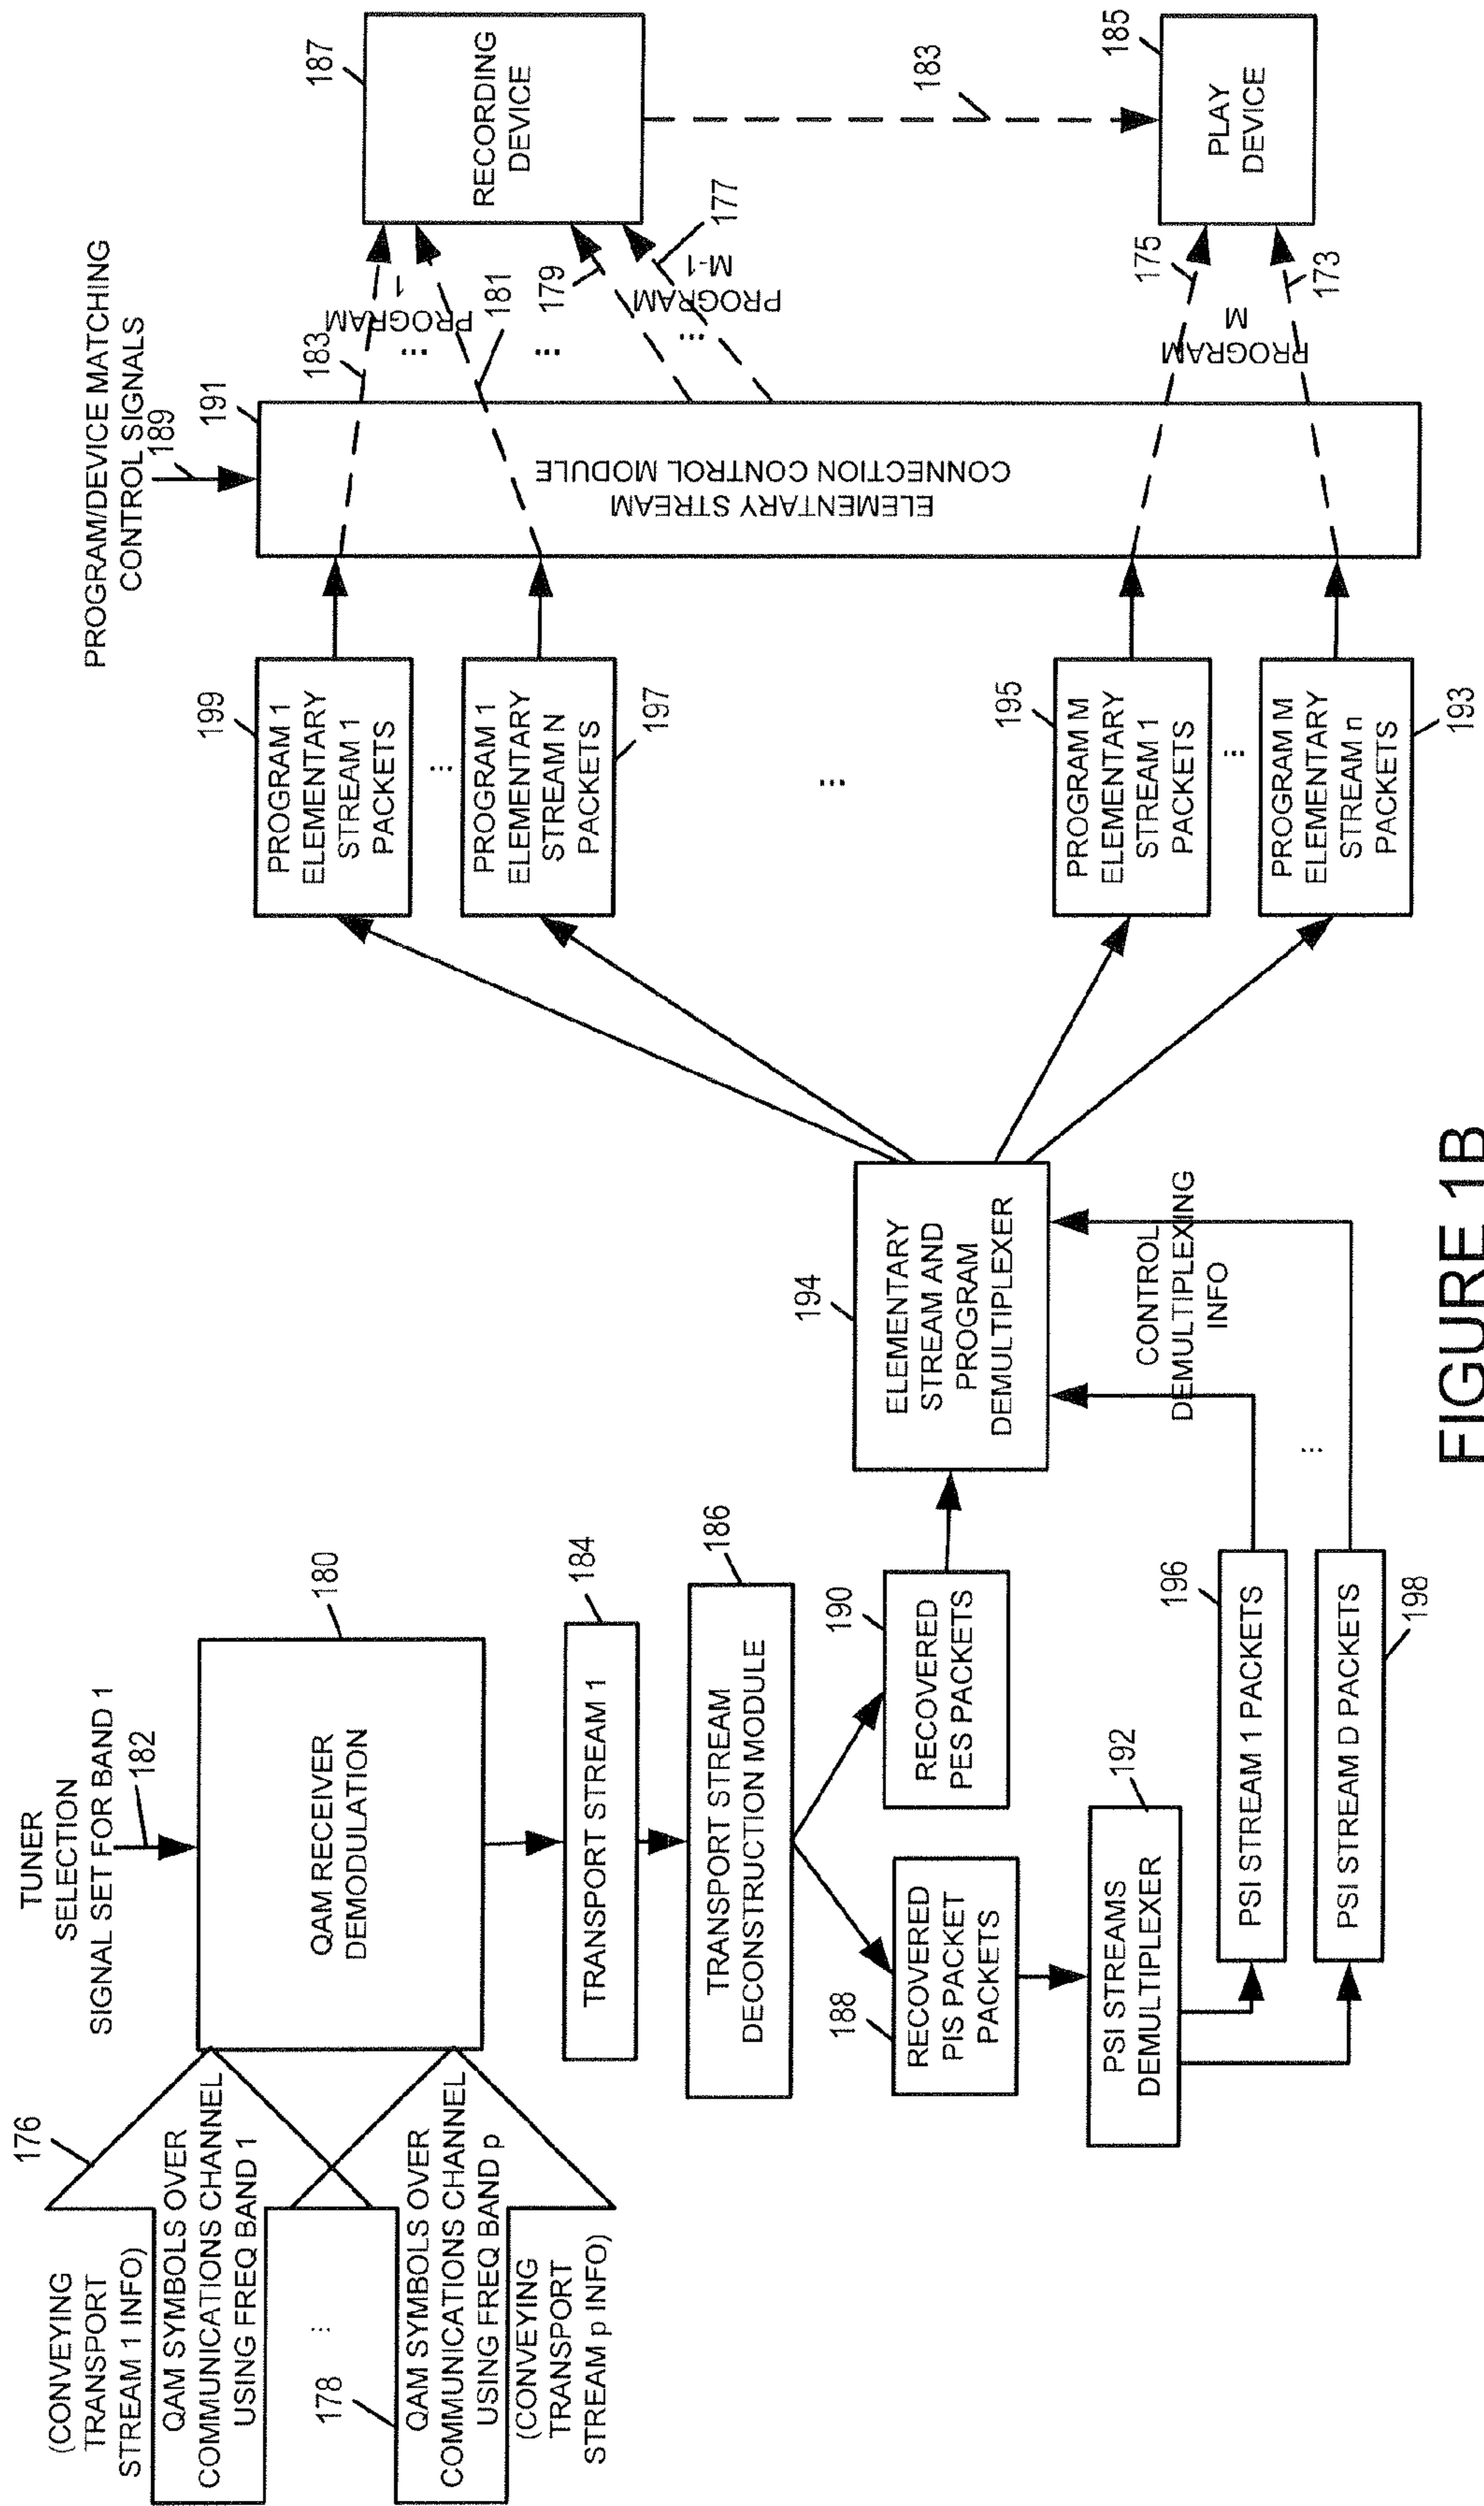 TUNER
SELECTION
SIGNAL SET FOR BAND 1
182
176
(CONVEYING
TRANSPORT
STREAM 1 INFO)
QAM SYMBOLS OVER
COMMUNICATIONS CHANNEL
USING FREQ BAND 1
...
178
QAM SYMBOLS OVER
COMMUNICATIONS CHANNEL
USING FREQ BAND p
(CONVEYING
TRANSPORT
STREAM p INFO)
QAM RECEIVER
DEMODULATION
180
TRANSPORT STREAM 1
184
TRANSPORT STREAM
DECONSTRUCTION MODULE
186
188
RECOVERED
PIS PACKET
PACKETS
190
RECOVERED
PES PACKETS
PSI STREAMS
DEMULTIPLEXER
192
196
PSI STREAM 1 PACKETS
PSI STREAM D PACKETS
198
194
ELEMENTARY
STREAM AND
PROGRAM
DEMULTIPLEXER
CONTROL
DEMULTIPLEXING
INFO
...
199
PROGRAM 1
ELEMENTARY
STREAM 1
PACKETS
...
PROGRAM 1
ELEMENTARY
STREAM N
PACKETS
197
...
195
PROGRAM M
ELEMENTARY
STREAM 1
PACKETS
...
PROGRAM M
ELEMENTARY
STREAM n
PACKETS
193
PROGRAM/DEVICE MATCHING
CONTROL SIGNALS
189
191
ELEMENTARY STREAM
CONNECTION CONTROL MODULE
183
PROGRAM
1
...
181
...
179
PROGRAM
M-1
...
177
175
PROGRAM
M
173
187
RECORDING
DEVICE
183
185
PLAY
DEVICE
FIGURE 1B